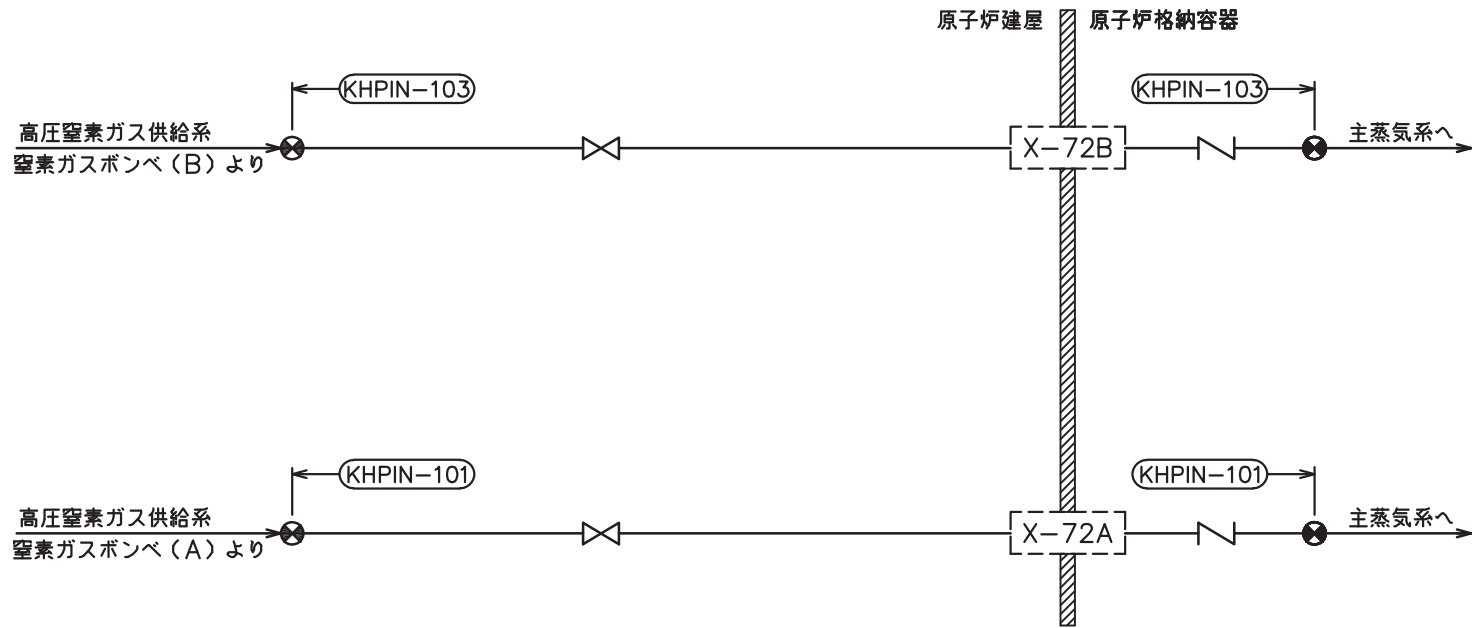 原子炉建屋
原子炉格納容器
KHPIN-103
KHPIN-103
高圧窒素ガス供給系
窒素ガスボンベ(B)より
X-72B
主蒸気系へ
KHPIN-101
KHPIN-101
高圧窒素ガス供給系
窒素ガスボンベ(A)より
X-72A
主蒸気系へ